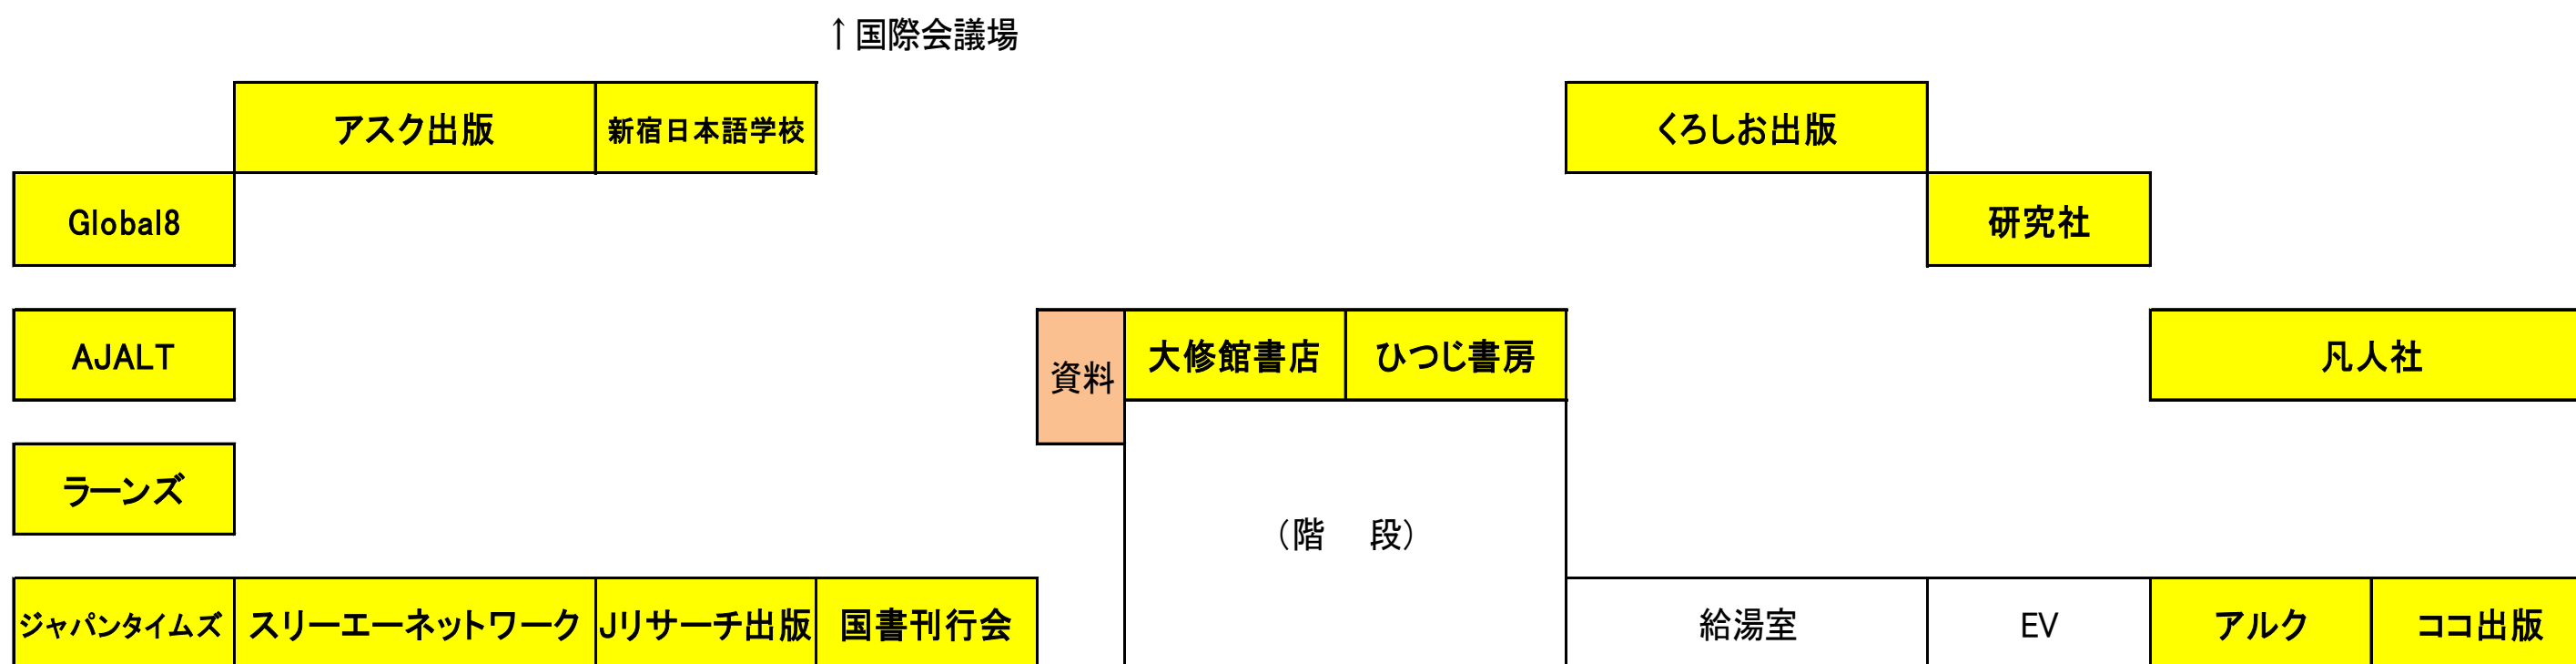 ↑国際会議場
アスク出版
新宿日本語学校
くろしお出版
Global8
研究社
AJALT
資料
大修館書店
ひつじ書房
凡人社
ラーンズ
（階　段）
ジャパンタイムズ
スリーエーネットワーク
Jリサーチ出版
国書刊行会
給湯室
EV
アルク
ココ出版